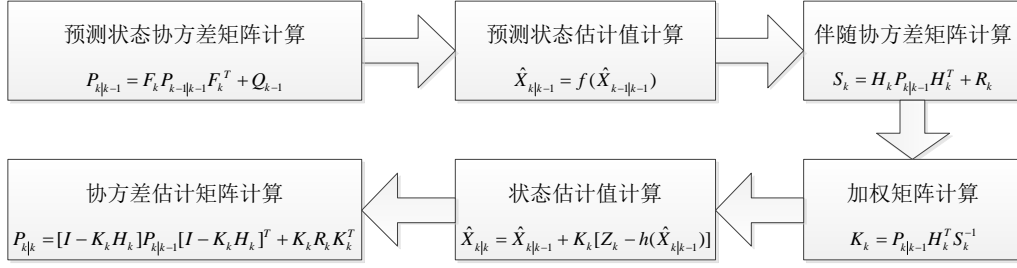 预测状态协方差矩阵计算
P_{k|k-1} = F_k P_{k-1|k-1} F_k^T + Q_{k-1}
预测状态估计值计算
\hat{X}_{k|k-1} = f(\hat{X}_{k-1|k-1})
伴随协方差矩阵计算
S_k = H_k P_{k|k-1} H_k^T + R_k
加权矩阵计算
K_k = P_{k|k-1} H_k^T S_k^{-1}
状态估计值计算
\hat{X}_{k|k} = \hat{X}_{k|k-1} + K_k [Z_k - h(\hat{X}_{k|k-1})]
协方差估计矩阵计算
P_{k|k} = [I - K_k H_k] P_{k|k-1} [I - K_k H_k]^T + K_k R_k K_k^T